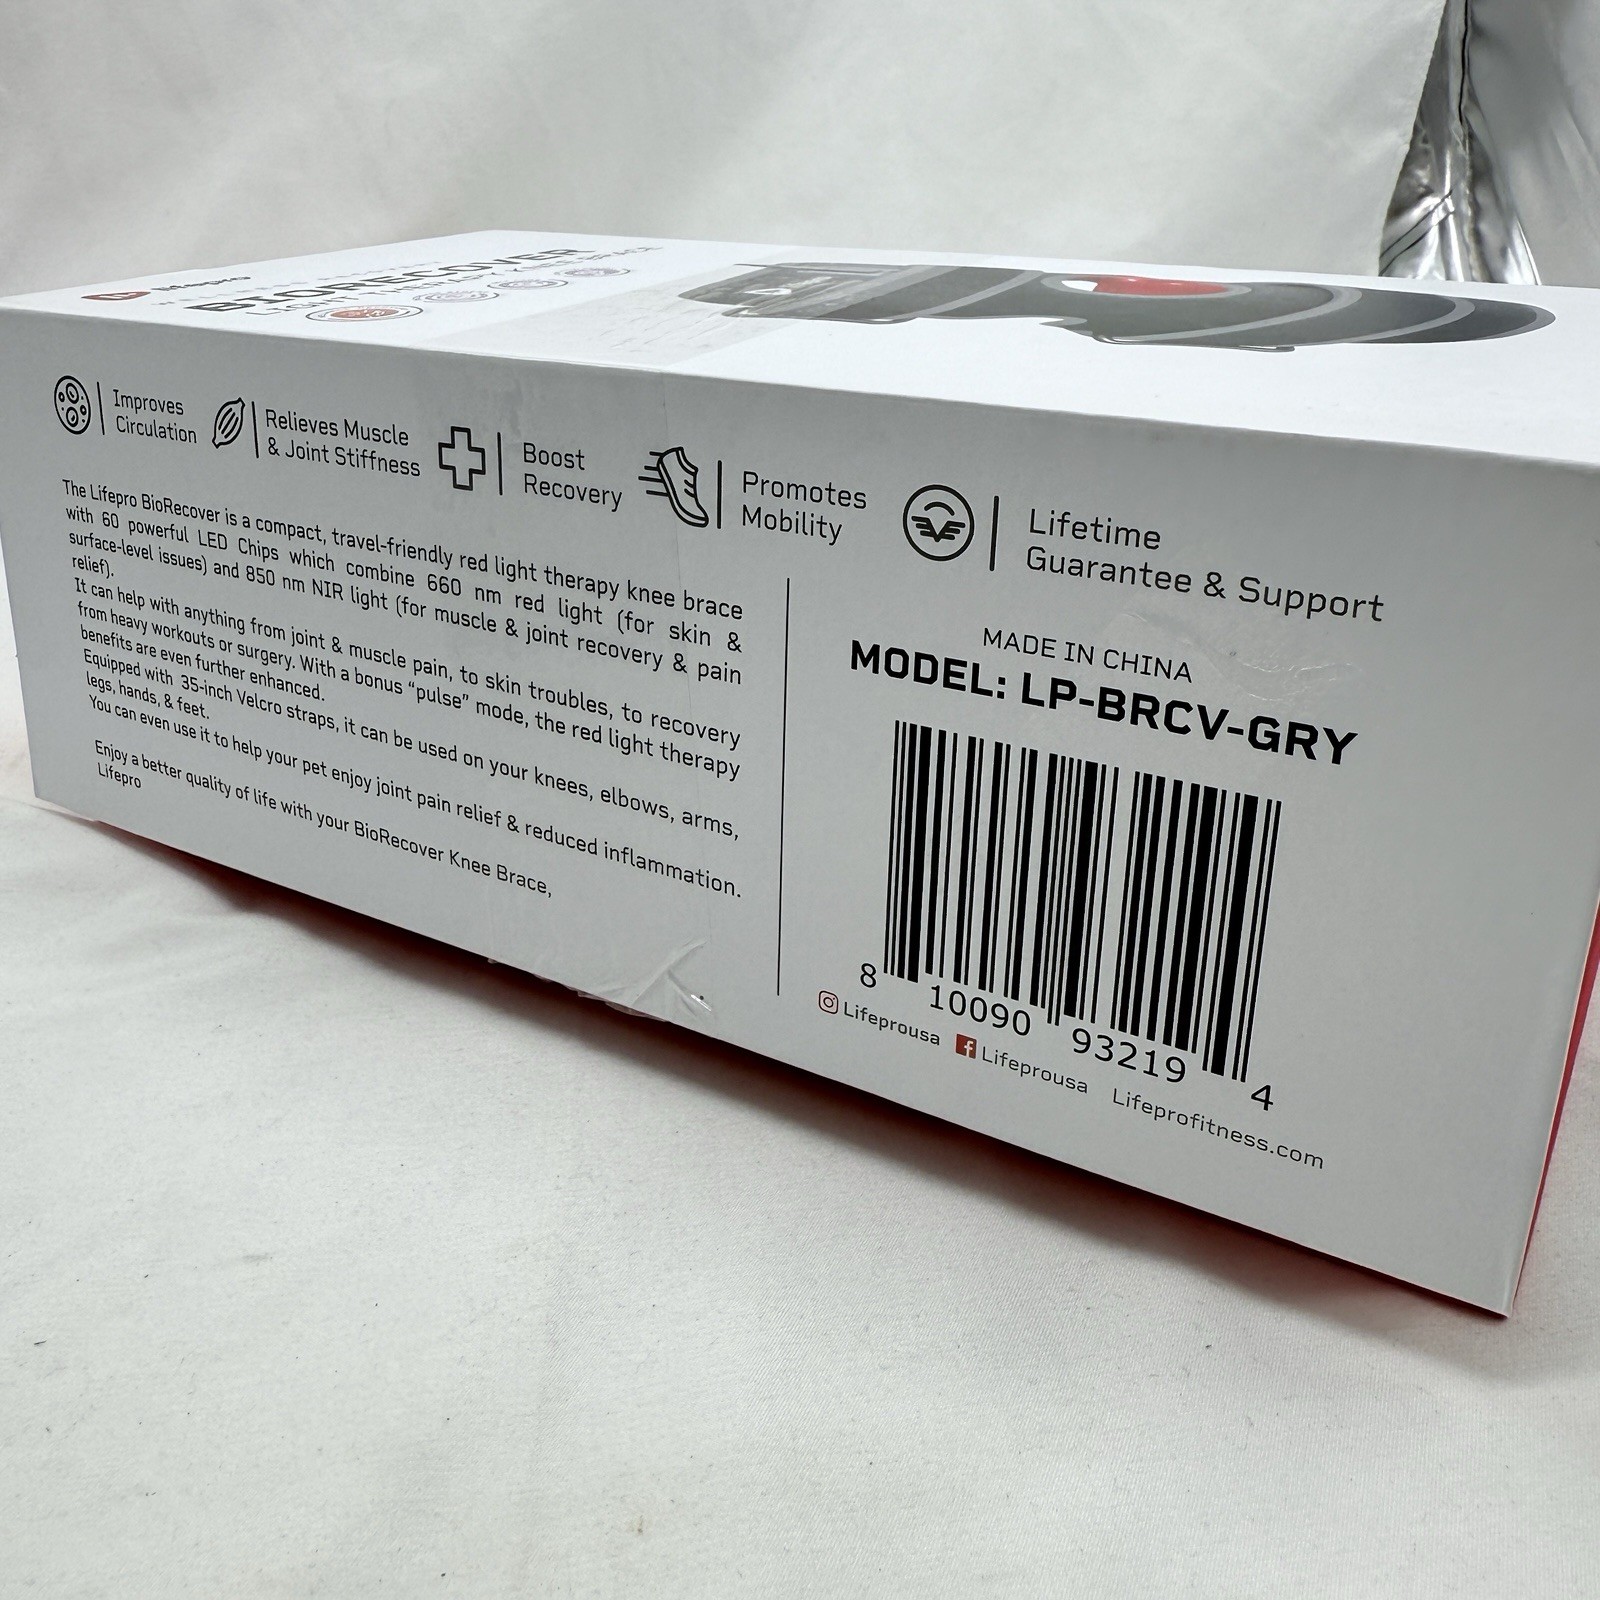 lifepro
BIORECOVER
LIGHT THERAPY KNEE BRACE
Improves
Circulation
Relieves Muscle
& Joint Stiffness
Boost
Recovery
Promotes
Mobility
Lifetime
Guarantee & Support
The Lifepro BioRecover is a compact, travel-friendly red light therapy knee brace
with 60 powerful LED Chips which combine 660 nm red light (for skin &
surface-level issues) and 850 nm NIR light (for muscle & joint recovery & pain
relief).
It can help with anything from joint & muscle pain, to skin troubles, to recovery
from heavy workouts or surgery. With a bonus “pulse” mode, the red light therapy
benefits are even further enhanced.
Equipped with 35-inch Velcro straps, it can be used on your knees, elbows, arms,
legs, hands, & feet.
You can even use it to help your pet enjoy joint pain relief & reduced inflammation.
Enjoy a better quality of life with your BioRecover Knee Brace,
Lifepro
MADE IN CHINA
MODEL: LP-BRCV-GRY
8 10090 93219 4
Lifeprousa Lifeprousa Lifeprofitness.com